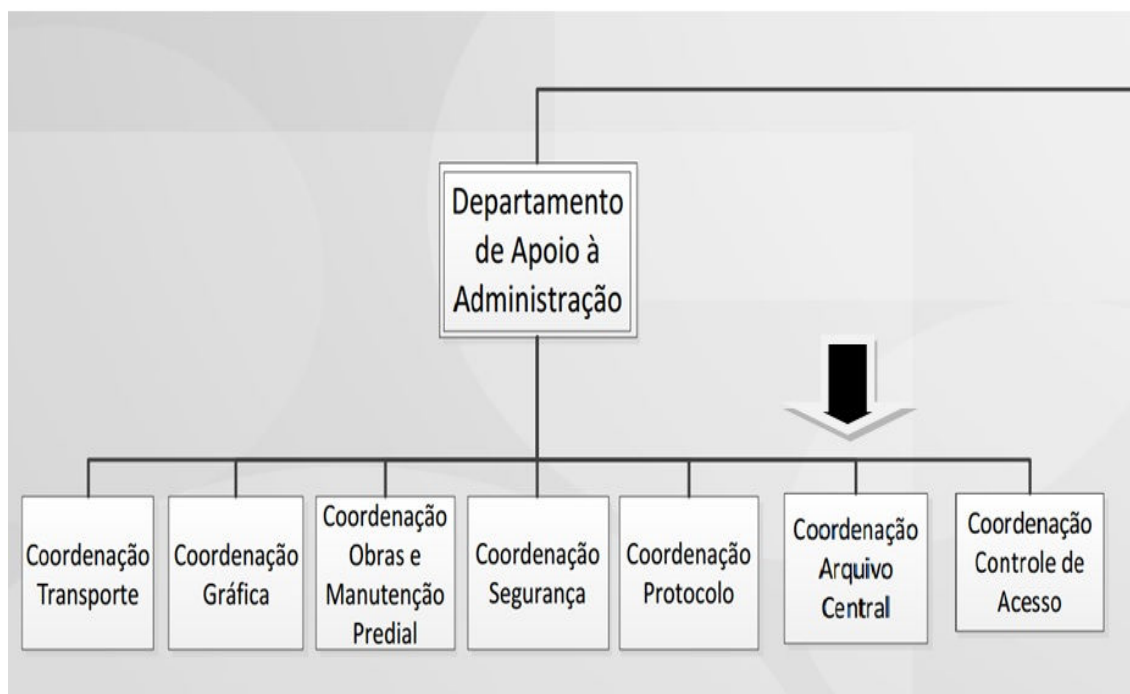 Departamento
de Apoio à
Administração
Coordenação
Transporte
Coordenação
Gráfica
Coordenação
Obras e
Manutenção
Predial
Coordenação
Segurança
Coordenação
Protocolo
Coordenação
Arquivo
Central
Coordenação
Controle de
Acesso